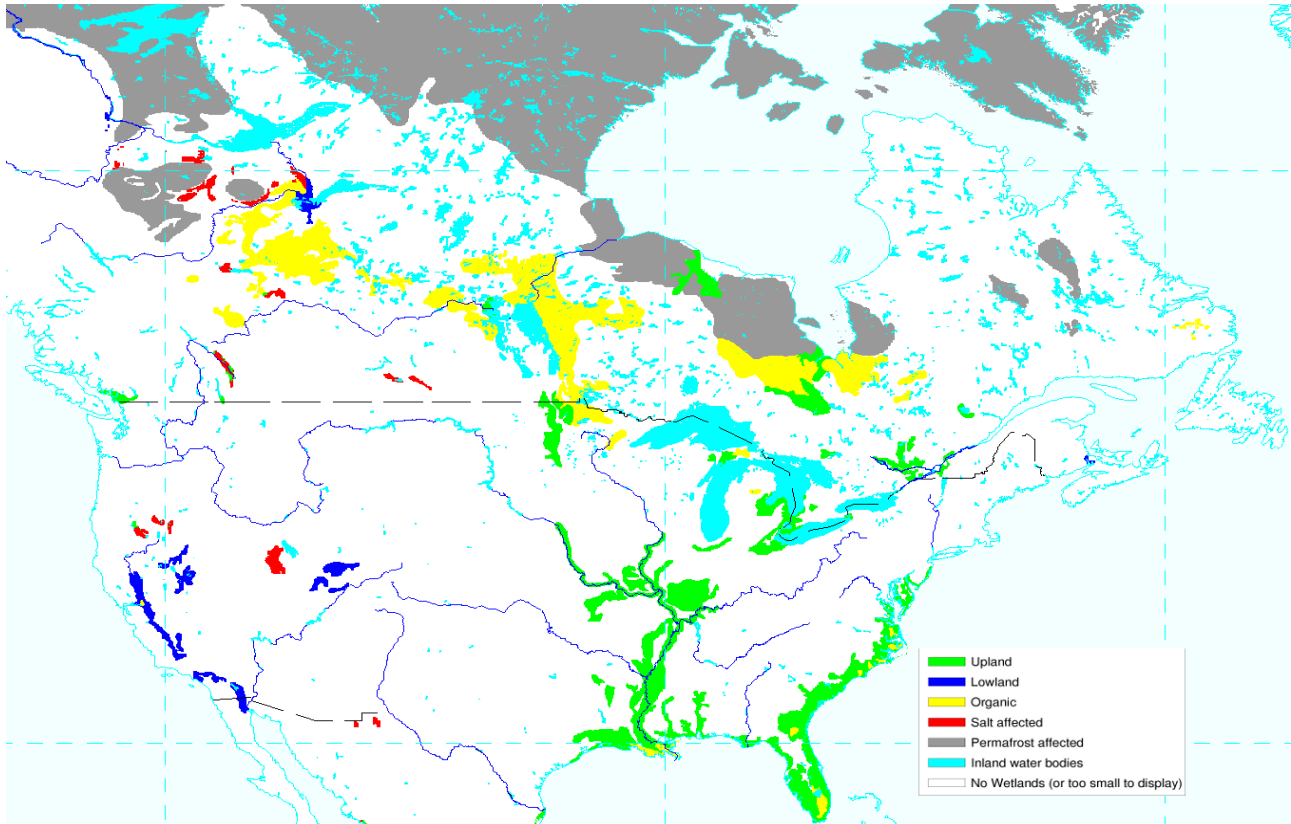 Upland
Lowland
Organic
Salt affected
Permafrost affected
Inland water bodies
No Wetlands (or too small to display)